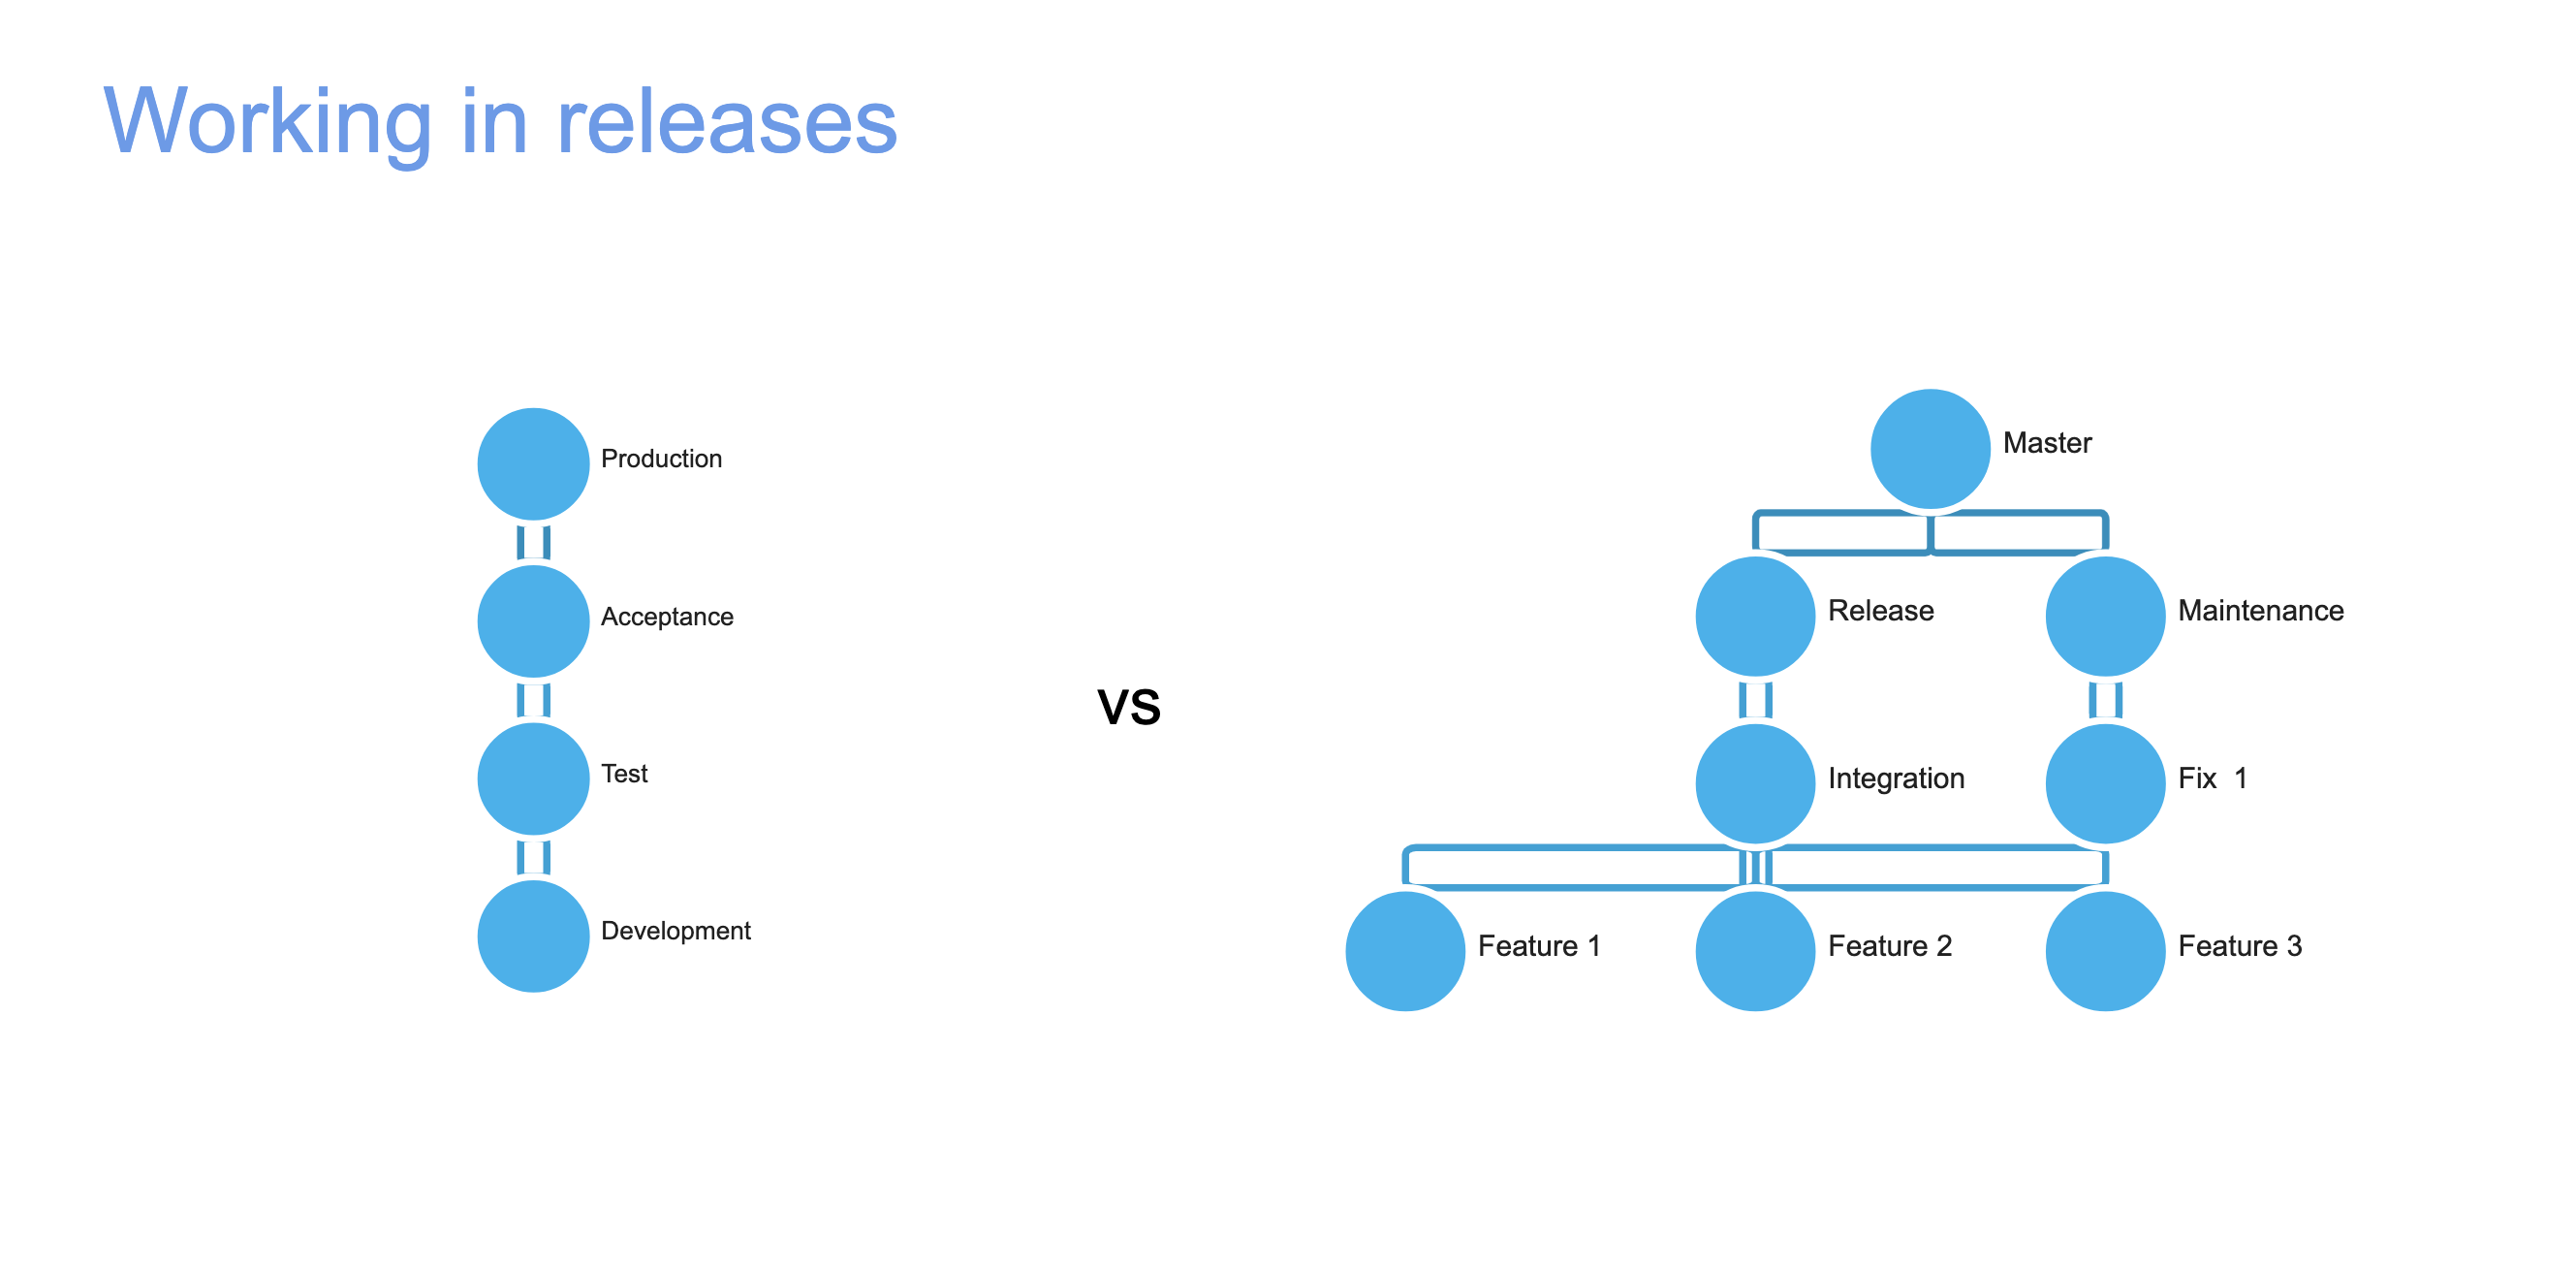 Working in releases
Production
Acceptance
Test
Development
vs
Master
Release
Maintenance
Integration
Fix  1
Feature 1
Feature 2
Feature 3